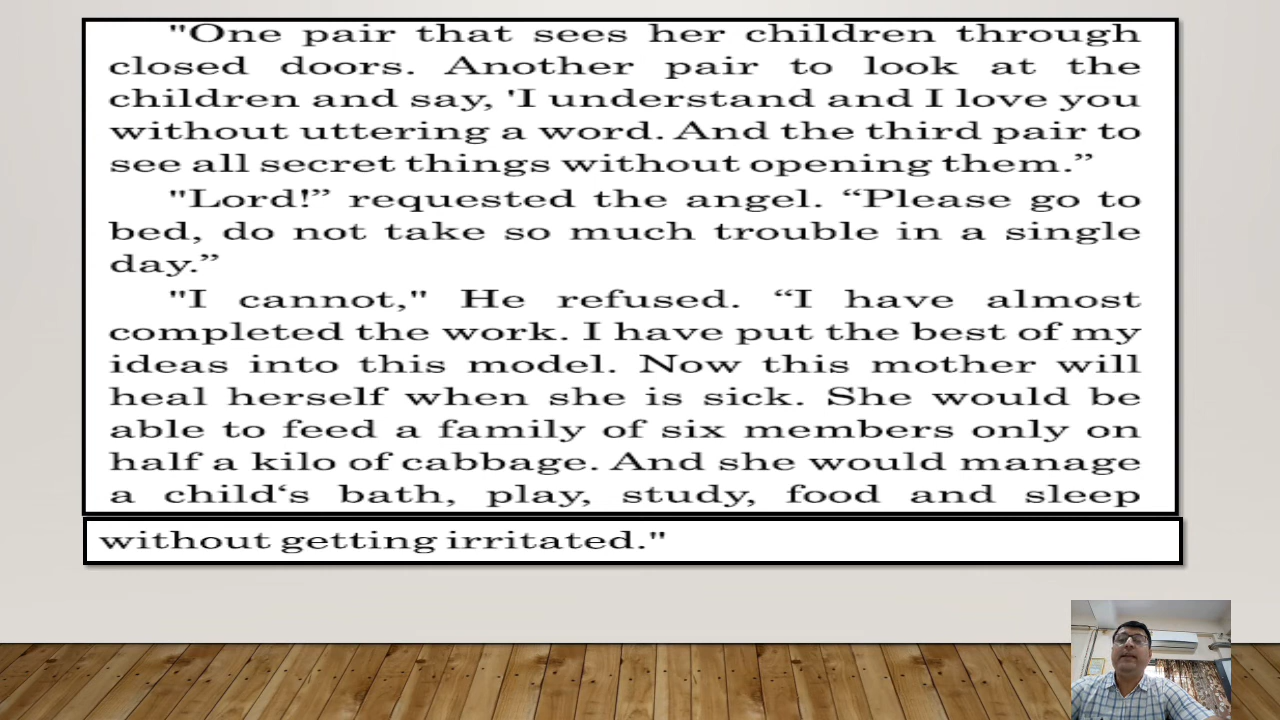 "One pair that sees her children through
closed doors. Another pair to look at the
children and say, 'I understand and I love you
without uttering a word. And the third pair to
see all secret things without opening them.”
"Lord!” requested the angel. “Please go to
bed, do not take so much trouble in a single
day.”
"I cannot," He refused. “I have almost
completed the work. I have put the best of my
ideas into this model. Now this mother will
heal herself when she is sick. She would be
able to feed a family of six members only on
half a kilo of cabbage. And she would manage
a child‘s bath, play, study, food and sleep
without getting irritated."